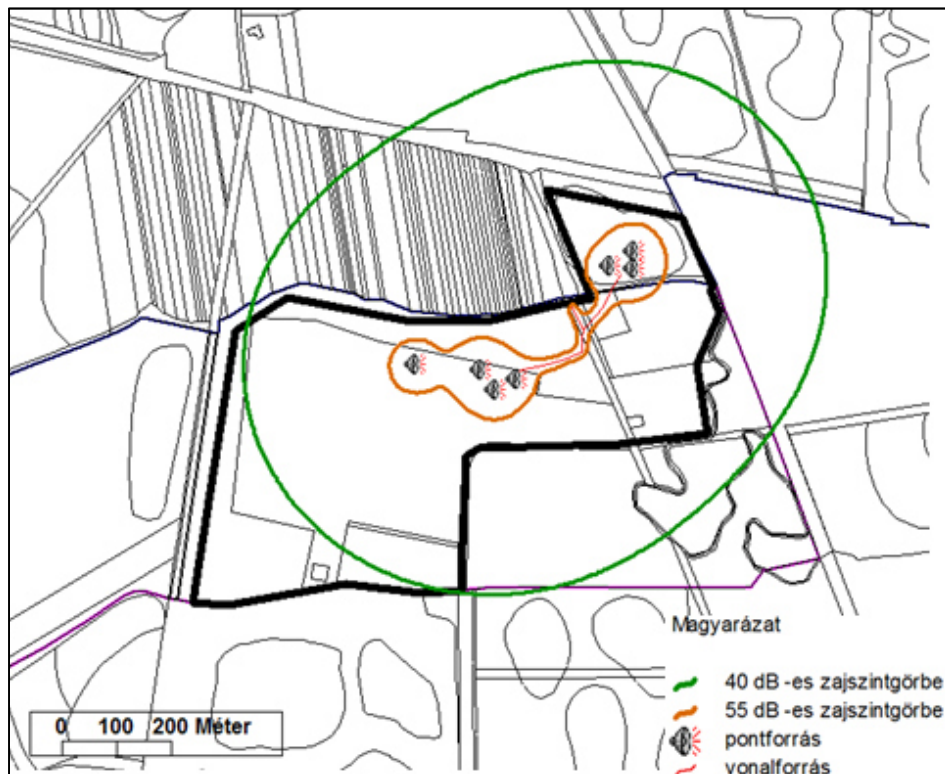 Magyarázat
40 dB -es zajszintgörbe
55 dB -es zajszintgörbe
pontforrás
vonalforrás
0 100 200 Méter